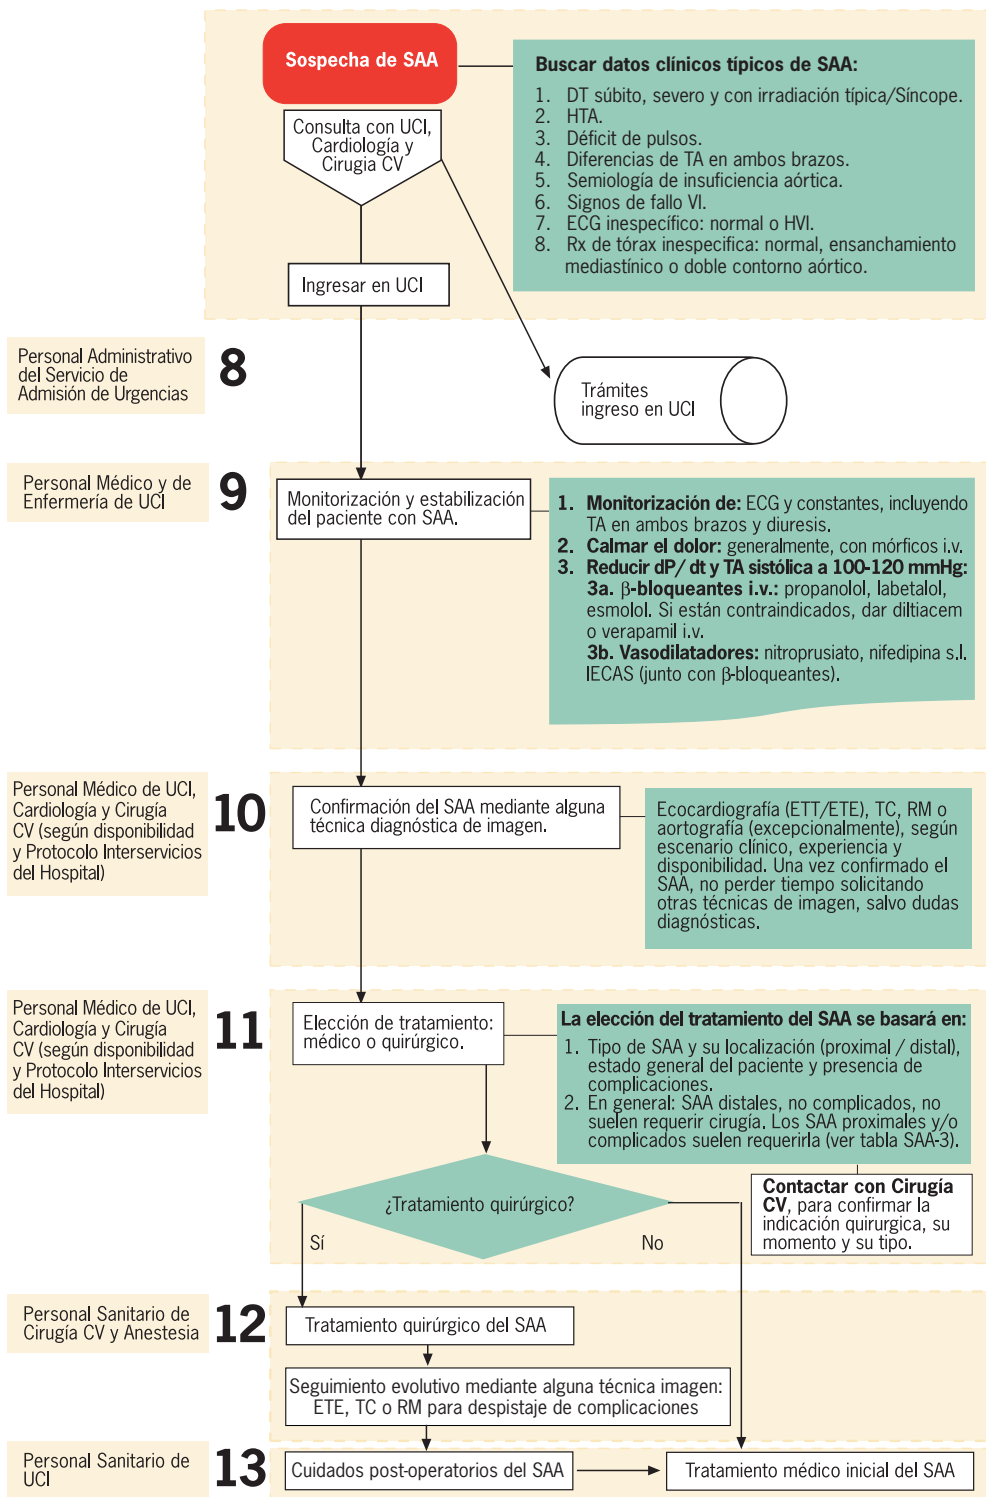 Sospecha de SAA
Buscar datos clínicos típicos de SAA:
1. DT súbito, severo y con irradiación típica/Síncope.
2. HTA.
3. Déficit de pulsos.
4. Diferencias de TA en ambos brazos.
5. Semiología de insuficiencia aórtica.
6. Signos de fallo VI.
7. ECG inespecífico: normal o HVI.
8. Rx de tórax inespecifica: normal, ensanchamiento
mediastínico o doble contorno aórtico.
Consulta con UCI,
Cardiología y
Cirugia CV
Ingresar en UCI
Personal Administrativo
del Servicio de
Admisión de Urgencias
8
Trámites
ingreso en UCI
Personal Médico y de
Enfermería de UCI
9
Monitorización y estabilización
del paciente con SAA.
1. Monitorización de: ECG y constantes, incluyendo
TA en ambos brazos y diuresis.
2. Calmar el dolor: generalmente, con mórficos i.v.
3. Reducir dP/ dt y TA sistólica a 100-120 mmHg:
3a. β-bloqueantes i.v.: propanolol, labetalol,
esmolol. Si están contraindicados, dar diltiacem
o verapamil i.v.
3b. Vasodilatadores: nitroprusiato, nifedipina s.l.
IECAS (junto con β-bloqueantes).
Personal Médico de UCI,
Cardiología y Cirugía
CV (según disponibilidad
y Protocolo Interservicios
del Hospital)
10
Confirmación del SAA mediante alguna
técnica diagnóstica de imagen.
Ecocardiografía (ETT/ETE), TC, RM o
aortografía (excepcionalmente), según
escenario clínico, experiencia y
disponibilidad. Una vez confirmado el
SAA, no perder tiempo solicitando
otras técnicas de imagen, salvo dudas
diagnósticas.
Personal Médico de UCI,
Cardiología y Cirugía
CV (según disponibilidad
y Protocolo Interservicios
del Hospital)
11
Elección de tratamiento:
médico o quirúrgico.
La elección del tratamiento del SAA se basará en:
1. Tipo de SAA y su localización (proximal / distal),
estado general del paciente y presencia de
complicaciones.
2. En general: SAA distales, no complicados, no
suelen requerir cirugía. Los SAA proximales y/o
complicados suelen requerirla (ver tabla SAA-3).
Contactar con Cirugía
CV, para confirmar la
indicación quirurgica, su
momento y su tipo.
¿Tratamiento quirúrgico?
Sí
No
Personal Sanitario de
Cirugía CV y Anestesia
12
Tratamiento quirúrgico del SAA
Seguimiento evolutivo mediante alguna técnica imagen:
ETE, TC o RM para despistaje de complicaciones
Personal Sanitario de
UCI
13
Cuidados post-operatorios del SAA
Tratamiento médico inicial del SAA